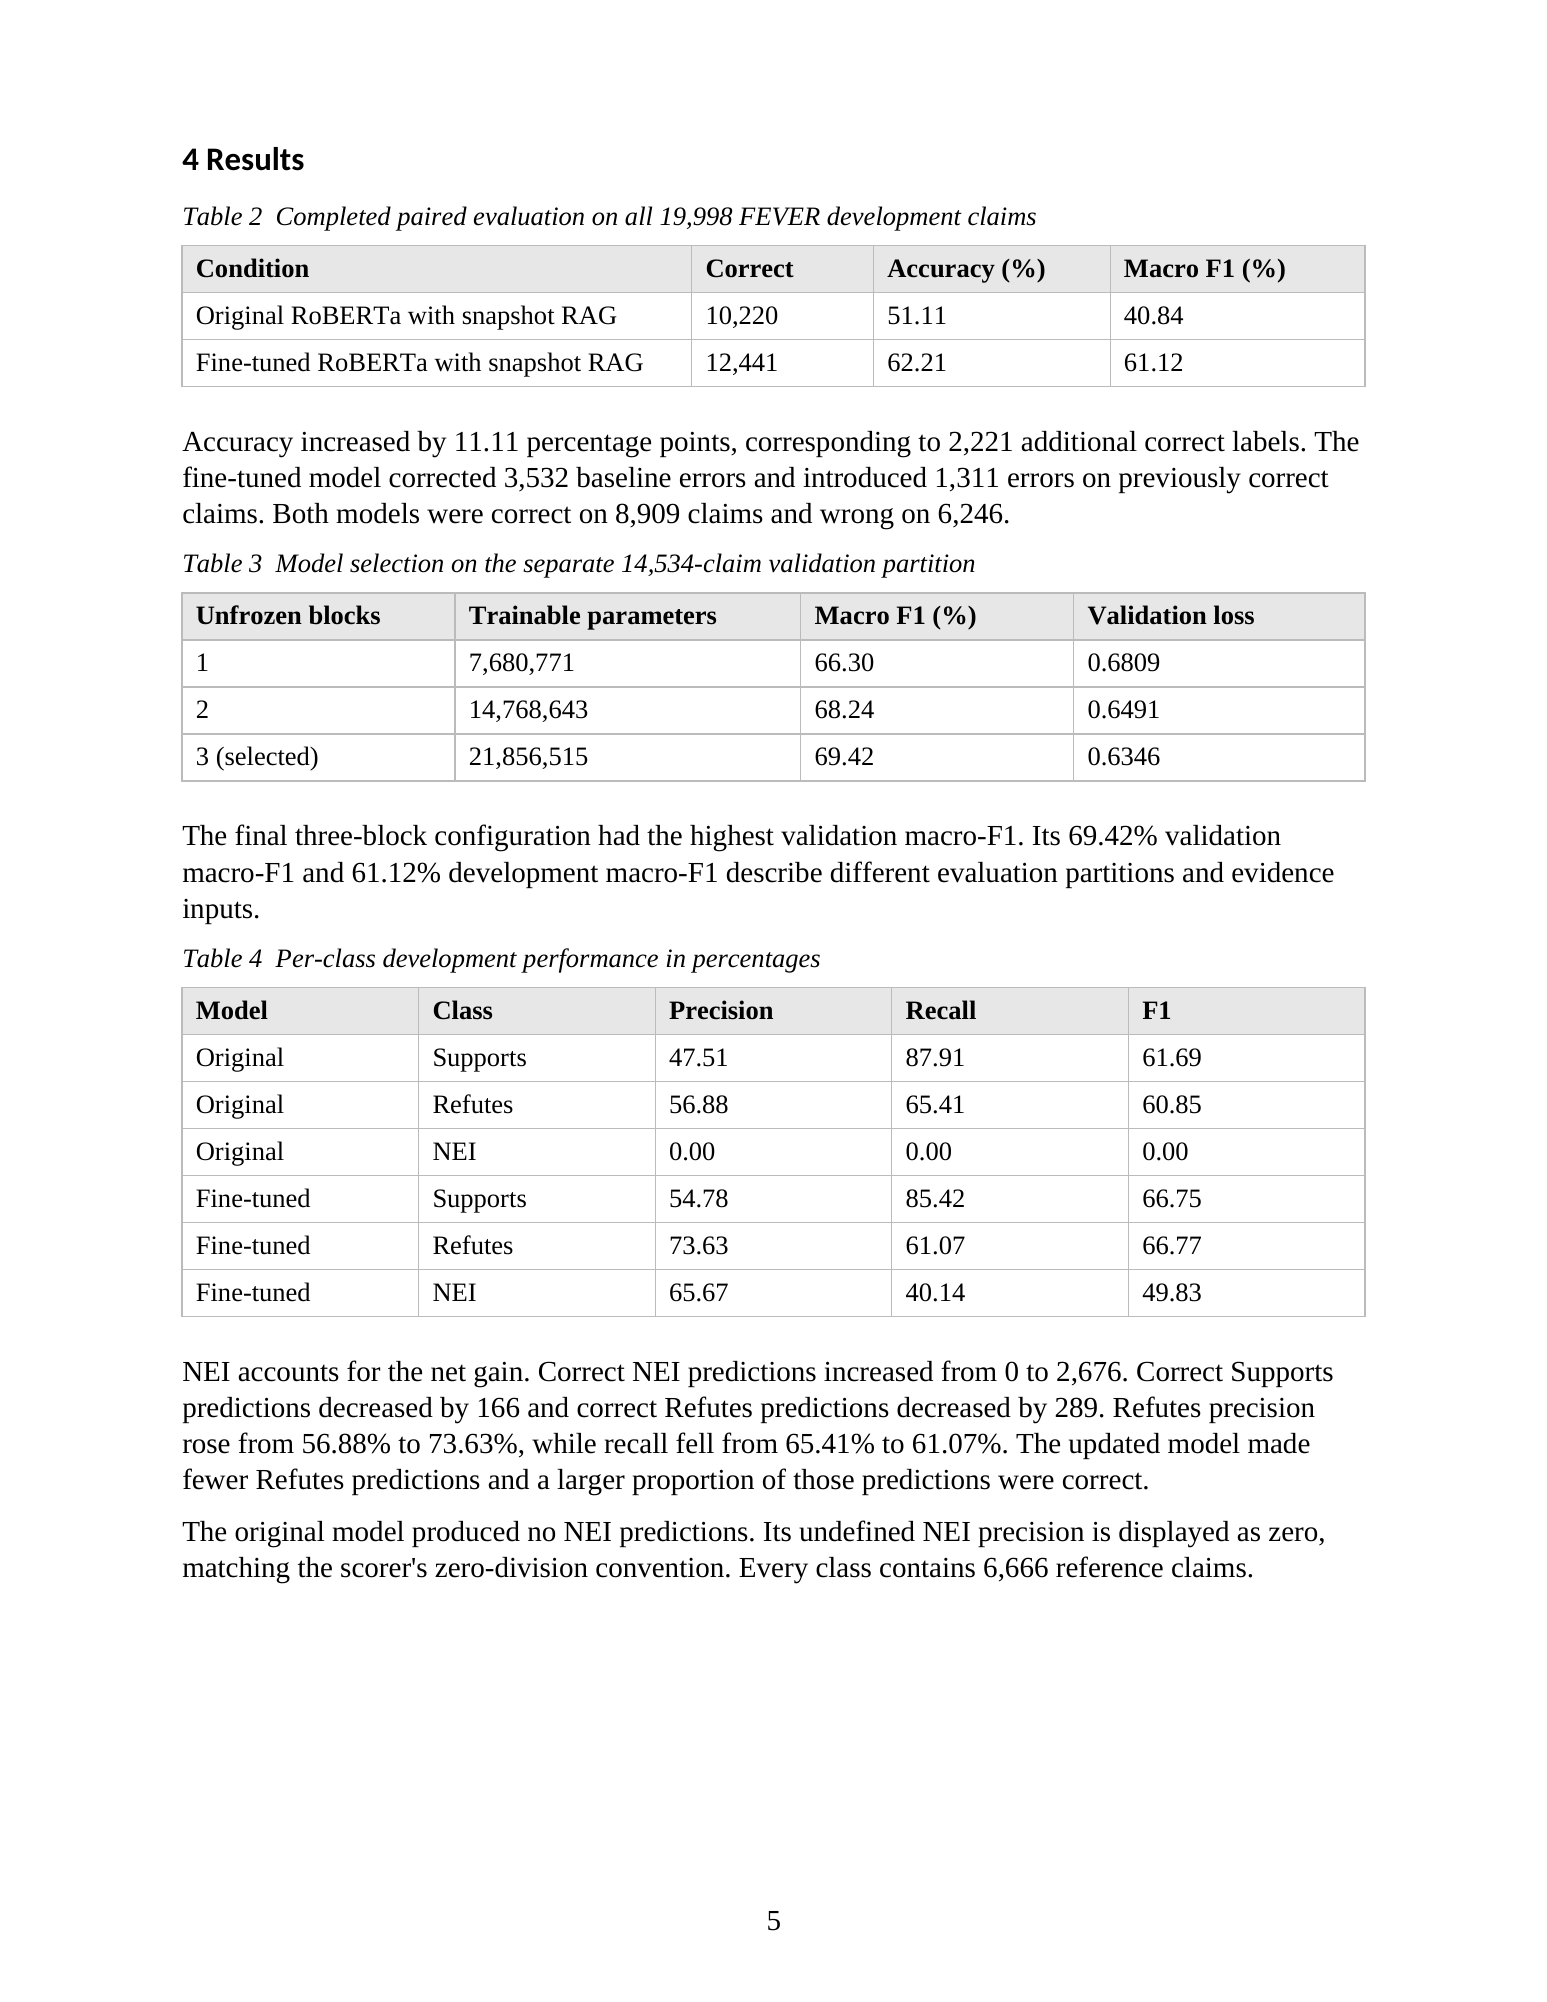 4 Results
Table 2 Completed paired evaluation on all 19,998 FEVER development claims
Condition Correct Accuracy (%) Macro F1 (%)
Original RoBERTa with snapshot RAG 10,220 51.11 40.84
Fine-tuned RoBERTa with snapshot RAG 12,441 62.21 61.12
Accuracy increased by 11.11 percentage points, corresponding to 2,221 additional correct labels. The
fine-tuned model corrected 3,532 baseline errors and introduced 1,311 errors on previously correct
claims. Both models were correct on 8,909 claims and wrong on 6,246.
Table 3 Model selection on the separate 14,534-claim validation partition
Unfrozen blocks Trainable parameters Macro F1 (%) Validation loss
1 7,680,771 66.30 0.6809
2 14,768,643 68.24 0.6491
3 (selected) 21,856,515 69.42 0.6346
The final three-block configuration had the highest validation macro-F1. Its 69.42% validation
macro-F1 and 61.12% development macro-F1 describe different evaluation partitions and evidence
inputs.
Table 4 Per-class development performance in percentages
Model Class Precision Recall F1
Original Supports 47.51 87.91 61.69
Original Refutes 56.88 65.41 60.85
Original NEI 0.00 0.00 0.00
Fine-tuned Supports 54.78 85.42 66.75
Fine-tuned Refutes 73.63 61.07 66.77
Fine-tuned NEI 65.67 40.14 49.83
NEI accounts for the net gain. Correct NEI predictions increased from 0 to 2,676. Correct Supports
predictions decreased by 166 and correct Refutes predictions decreased by 289. Refutes precision
rose from 56.88% to 73.63%, while recall fell from 65.41% to 61.07%. The updated model made
fewer Refutes predictions and a larger proportion of those predictions were correct.
The original model produced no NEI predictions. Its undefined NEI precision is displayed as zero,
matching the scorer's zero-division convention. Every class contains 6,666 reference claims.
5